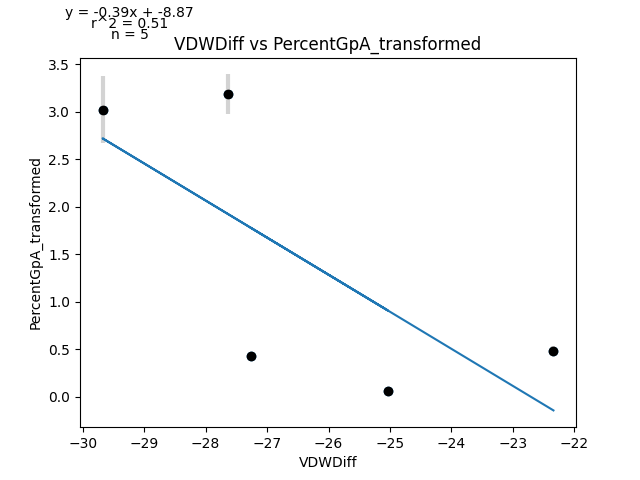 y = -0.39x + -8.87
r^2 = 0.51
n = 5
VDWDiff vs PercentGpA_transformed
3.5
3.0
2.5
2.0
1.5
1.0
0.5
0.0
PercentGpA_transformed
−30 −29 −28 −27 −26 −25 −24 −23 −22
VDWDiff